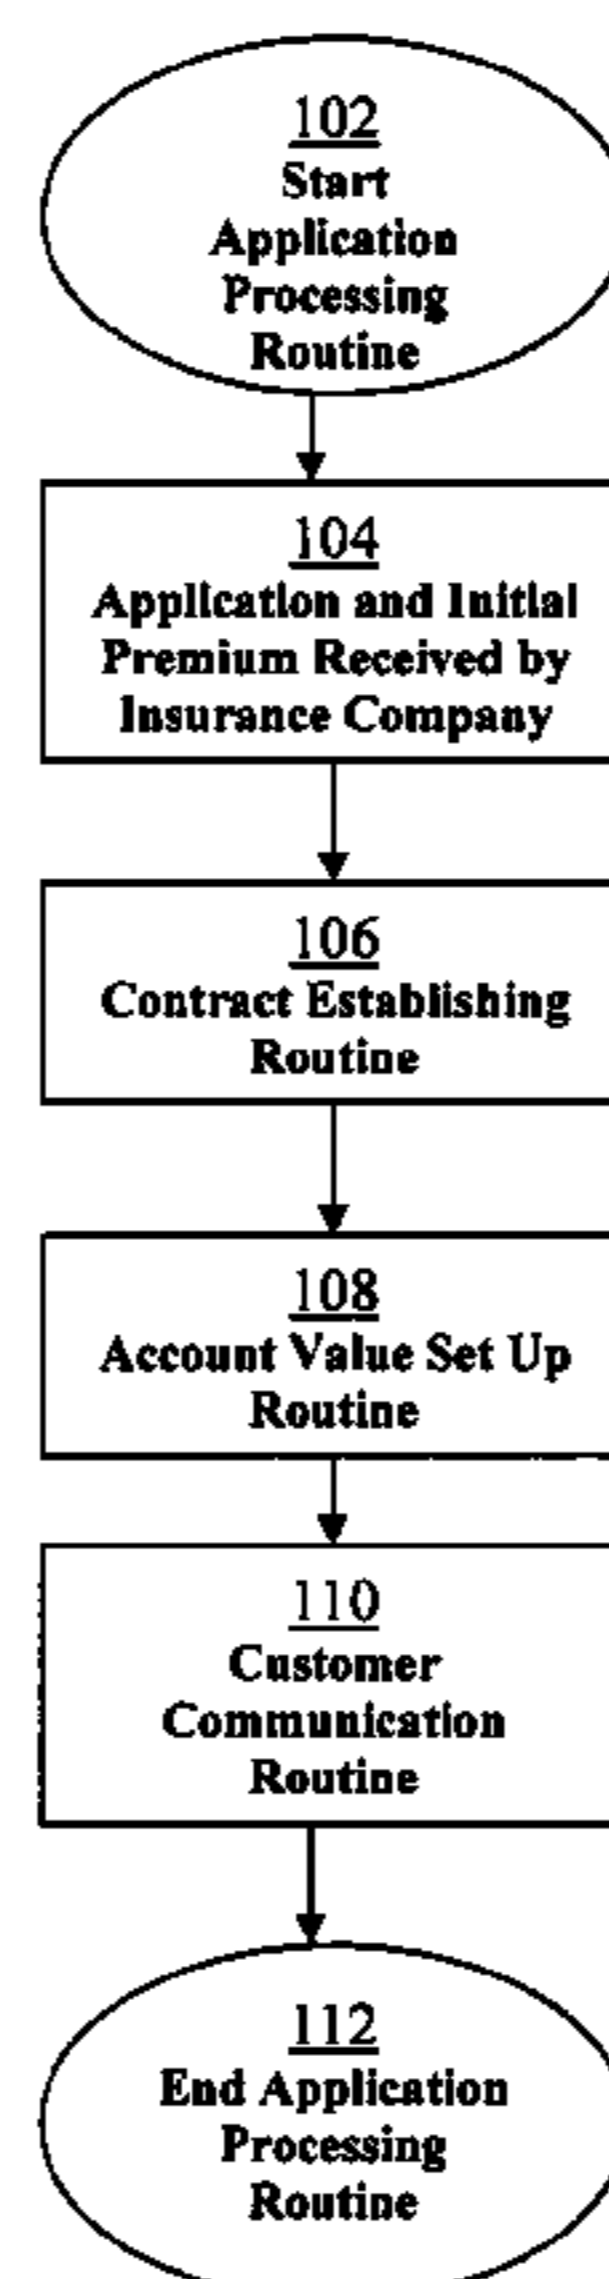 102
Start
Application
Processing
Routine
104
Application and Initial
Premium Received by
Insurance Company
106
Contract Establishing
Routine
108
Account Value Set Up
Routine
110
Customer
Communication
Routine
112
End Application
Processing
Routine